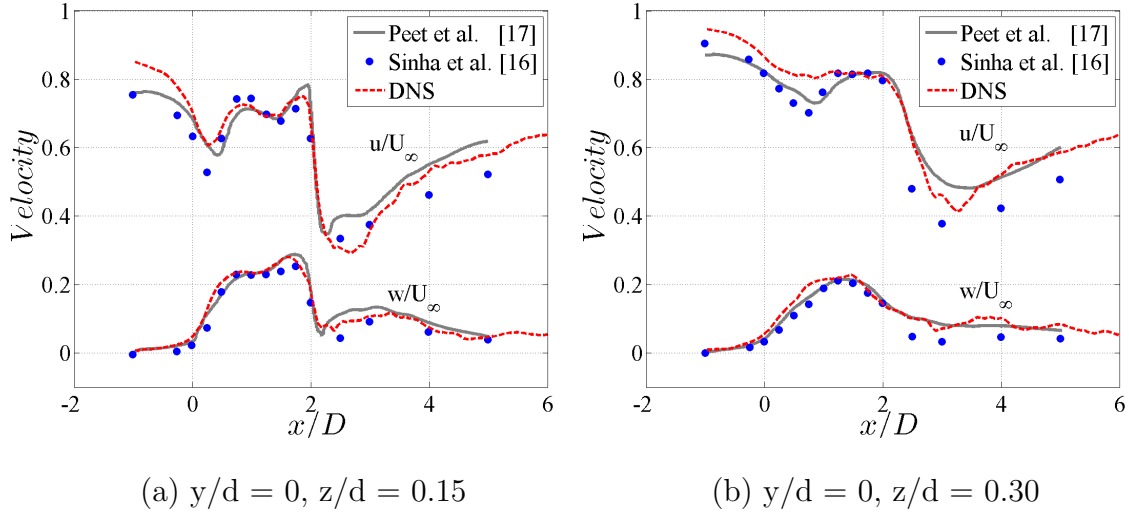 Peet et al. [17]
Sinha et al. [16]
DNS
1
0.8
0.6
0.4
0.2
0
Velocity
u/U∞
w/U∞
-2 0 2 4 6
x/D
(a) y/d = 0, z/d = 0.15
Peet et al. [17]
Sinha et al. [16]
DNS
1
0.8
0.6
0.4
0.2
0
Velocity
u/U∞
w/U∞
-2 0 2 4 6
x/D
(b) y/d = 0, z/d = 0.30